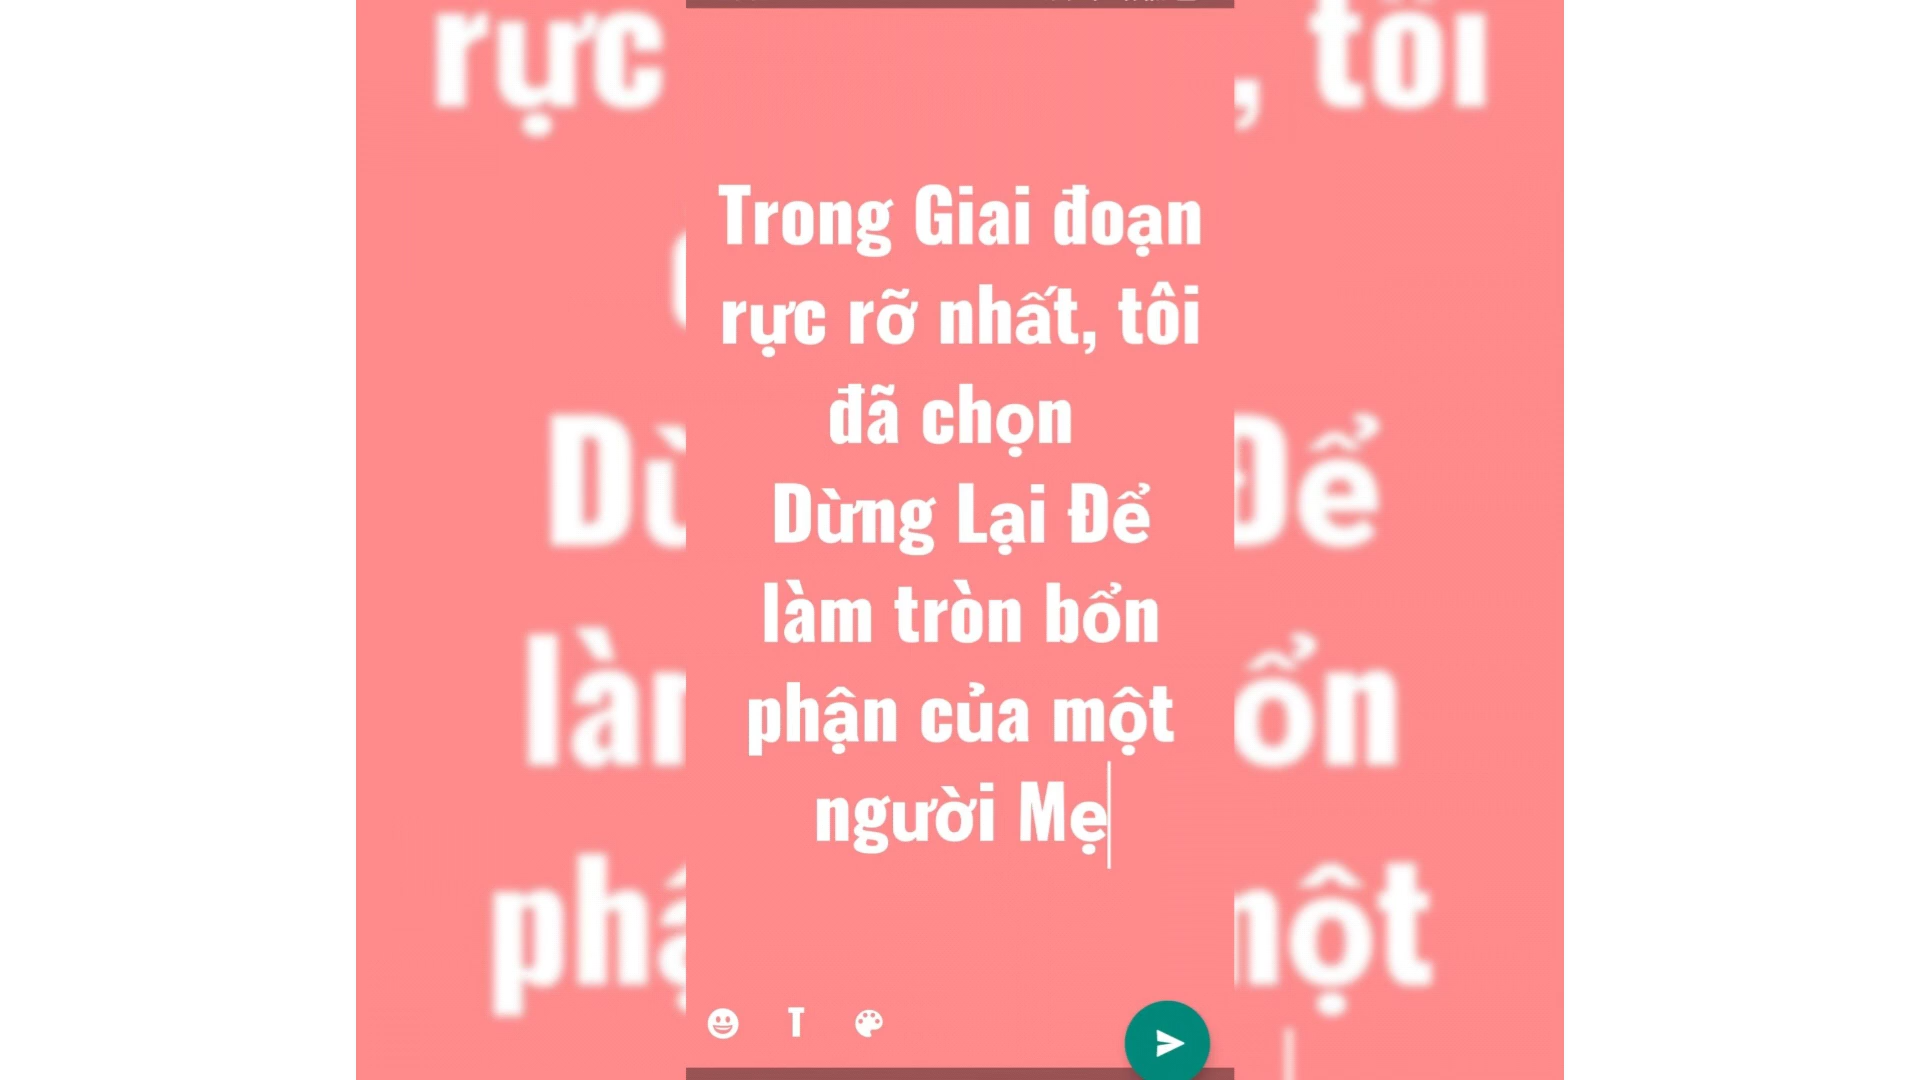 Trong Giai đoạn
rực rỡ nhất, tôi
đã chọn
Dừng Lại Để
làm tròn bổn
phận của một
người Mẹ
T